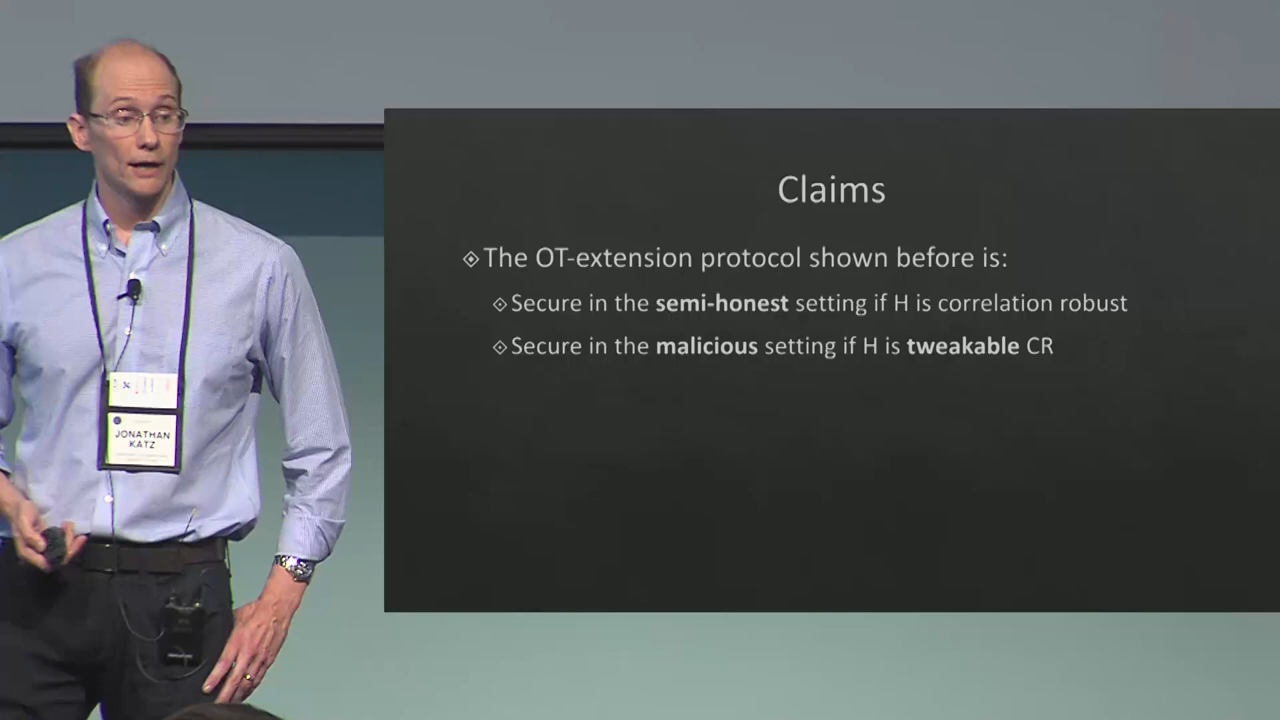 Claims
The OT-extension protocol shown before is:
Secure in the semi-honest setting if H is correlation robust
Secure in the malicious setting if H is tweakable CR
JONATHAN
KATZ